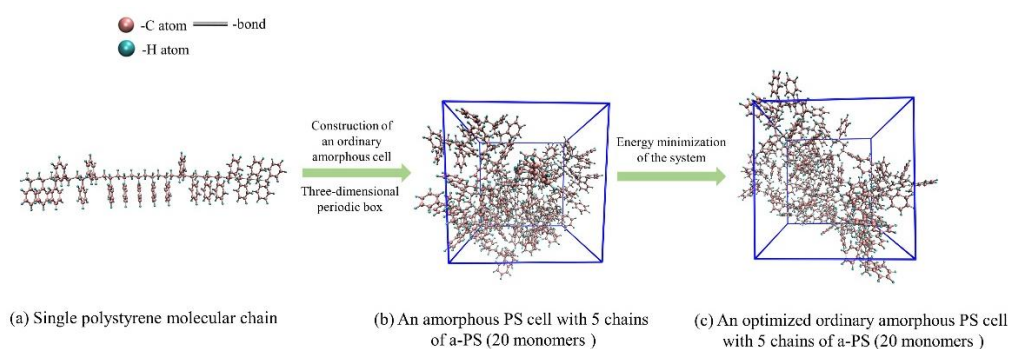 -C atom
-bond
-H atom
Construction of
an ordinary
amorphous cell
Three-dimensional
periodic box
Energy minimization
of the system
(a) Single polystyrene molecular chain
(b) An amorphous PS cell with 5 chains
of a-PS (20 monomers )
(c) An optimized ordinary amorphous PS cell
with 5 chains of a-PS (20 monomers )